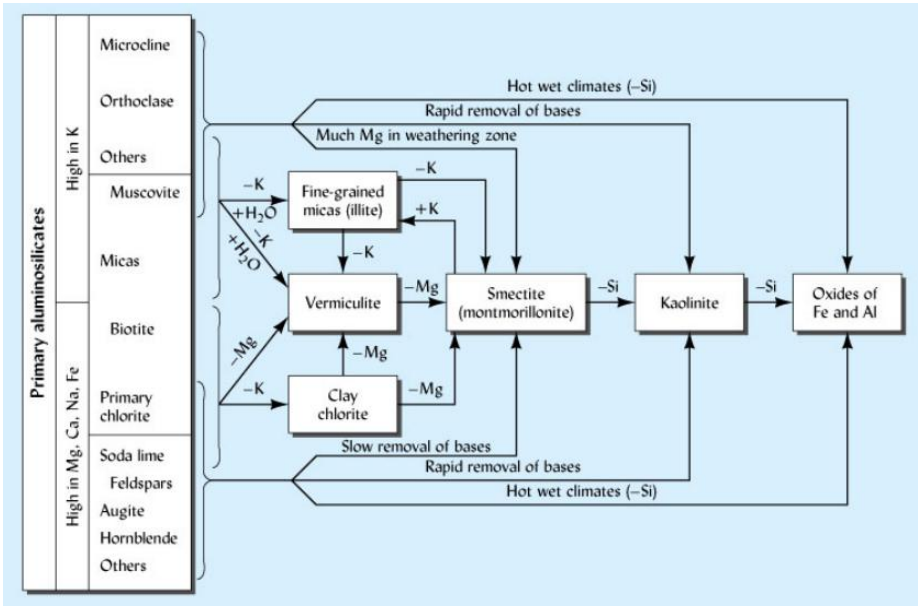 Primary aluminosilicates
High in K
High in Mg, Ca, Na, Fe
Microcline
Orthoclase
Others
Muscovite
Micas
Biotite
Primary
chlorite
Soda lime
Feldspars
Augite
Hornblende
Others
Hot wet climates (–Si)
Rapid removal of bases
Much Mg in weathering zone
–K
+H₂O
–K
+H₂O
Fine-grained
micas (illite)
–K
+K
–K
Vermiculite
–Mg
Smectite
(montmorillonite)
–Si
Kaolinite
–Si
Oxides of
Fe and Al
–Mg
–Mg
–K
Clay
chlorite
–Mg
Slow removal of bases
Rapid removal of bases
Hot wet climates (–Si)